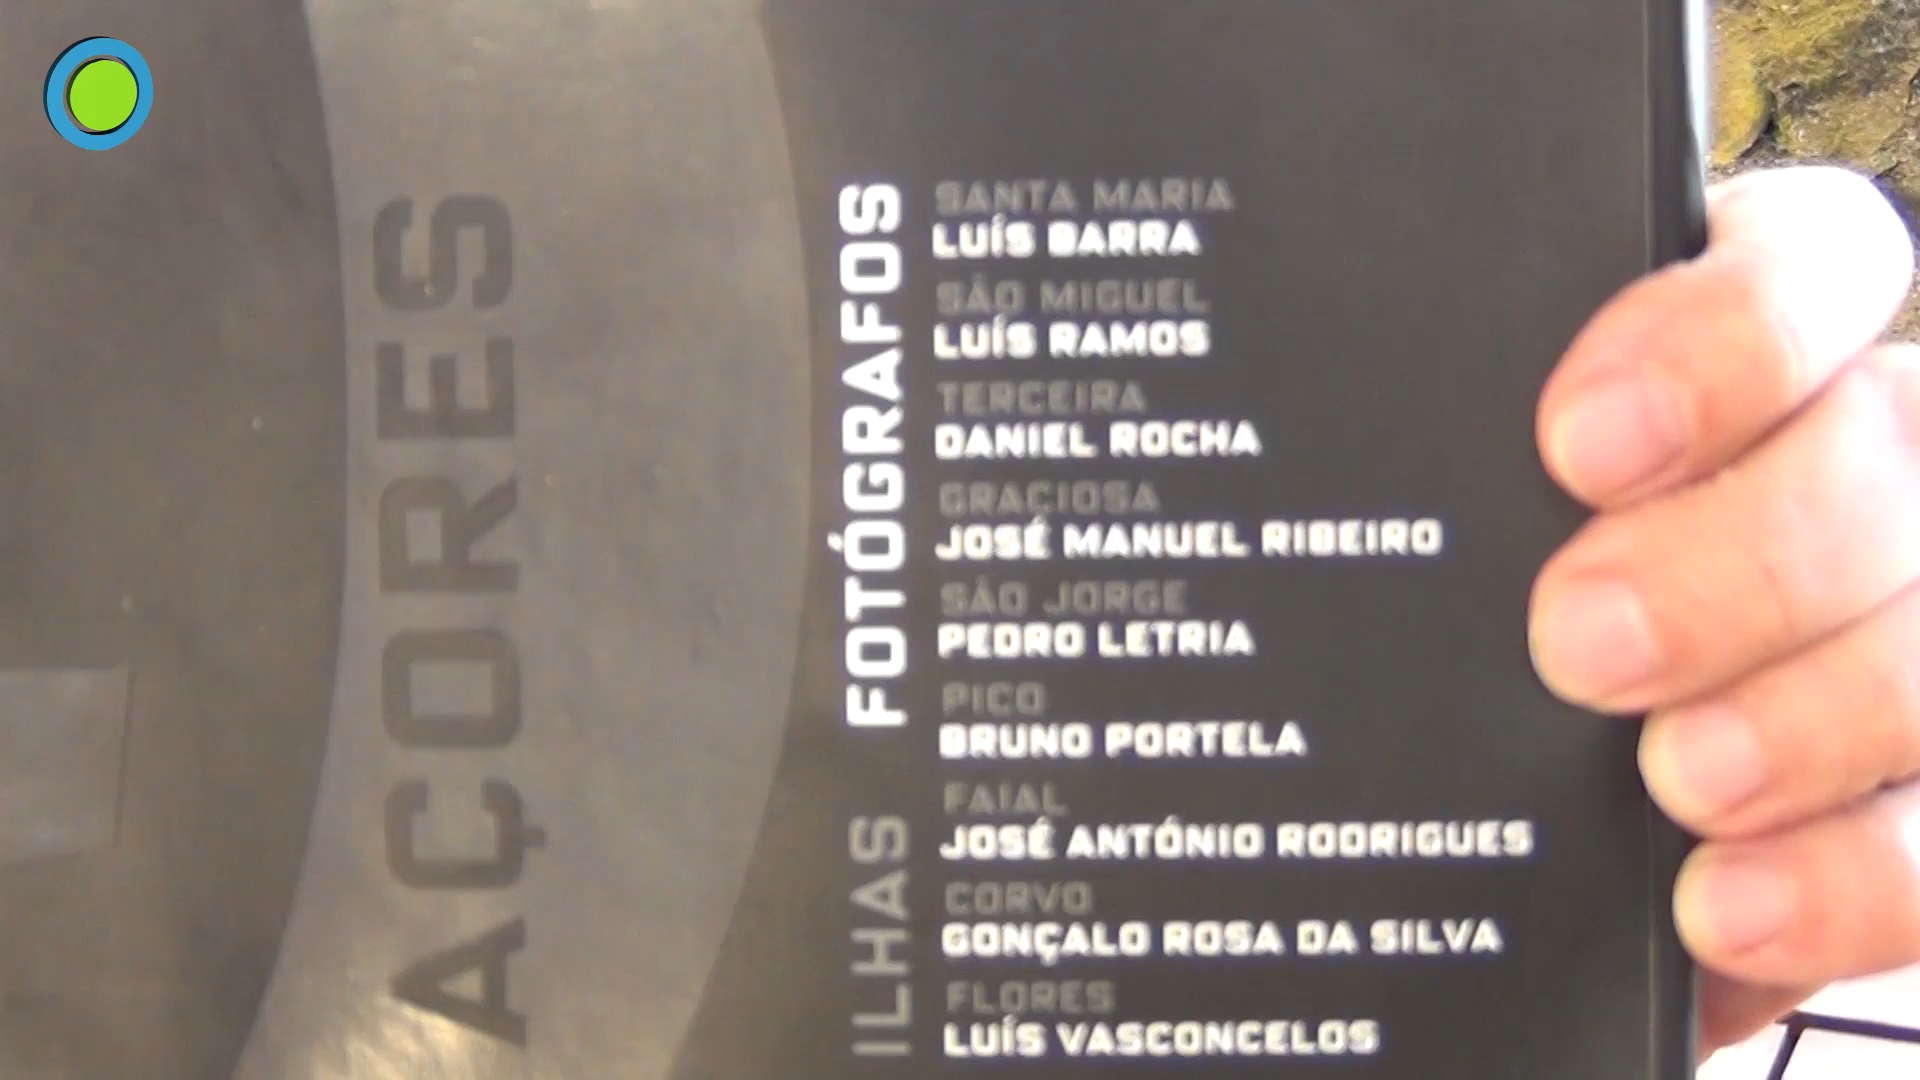 AÇORES
ILHAS FOTÓGRAFOS
SANTA MARIA
LUÍS BARRA
SÃO MIGUEL
LUÍS RAMOS
TERCEIRA
DANIEL ROCHA
GRACIOSA
JOSÉ MANUEL RIBEIRO
SÃO JORGE
PEDRO LETRIA
PICO
BRUNO PORTELA
FAIAL
JOSÉ ANTÓNIO RODRIGUES
CORVO
GONÇALO ROSA DA SILVA
FLORES
LUÍS VASCONCELOS